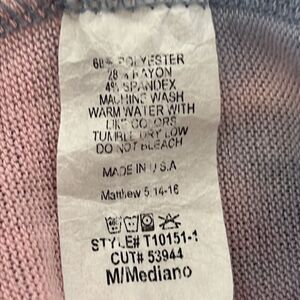 68% POLYESTER
28% RAYON
4% SPANDEX
MACHINE WASH
WARM WATER WITH
LIKE COLORS
TUMBLE DRY LOW
DO NOT BLEACH
MADE IN U.S.A
Matthew 5:14-16
STYLE# T10151-1
CUT# 53944
M/Mediano